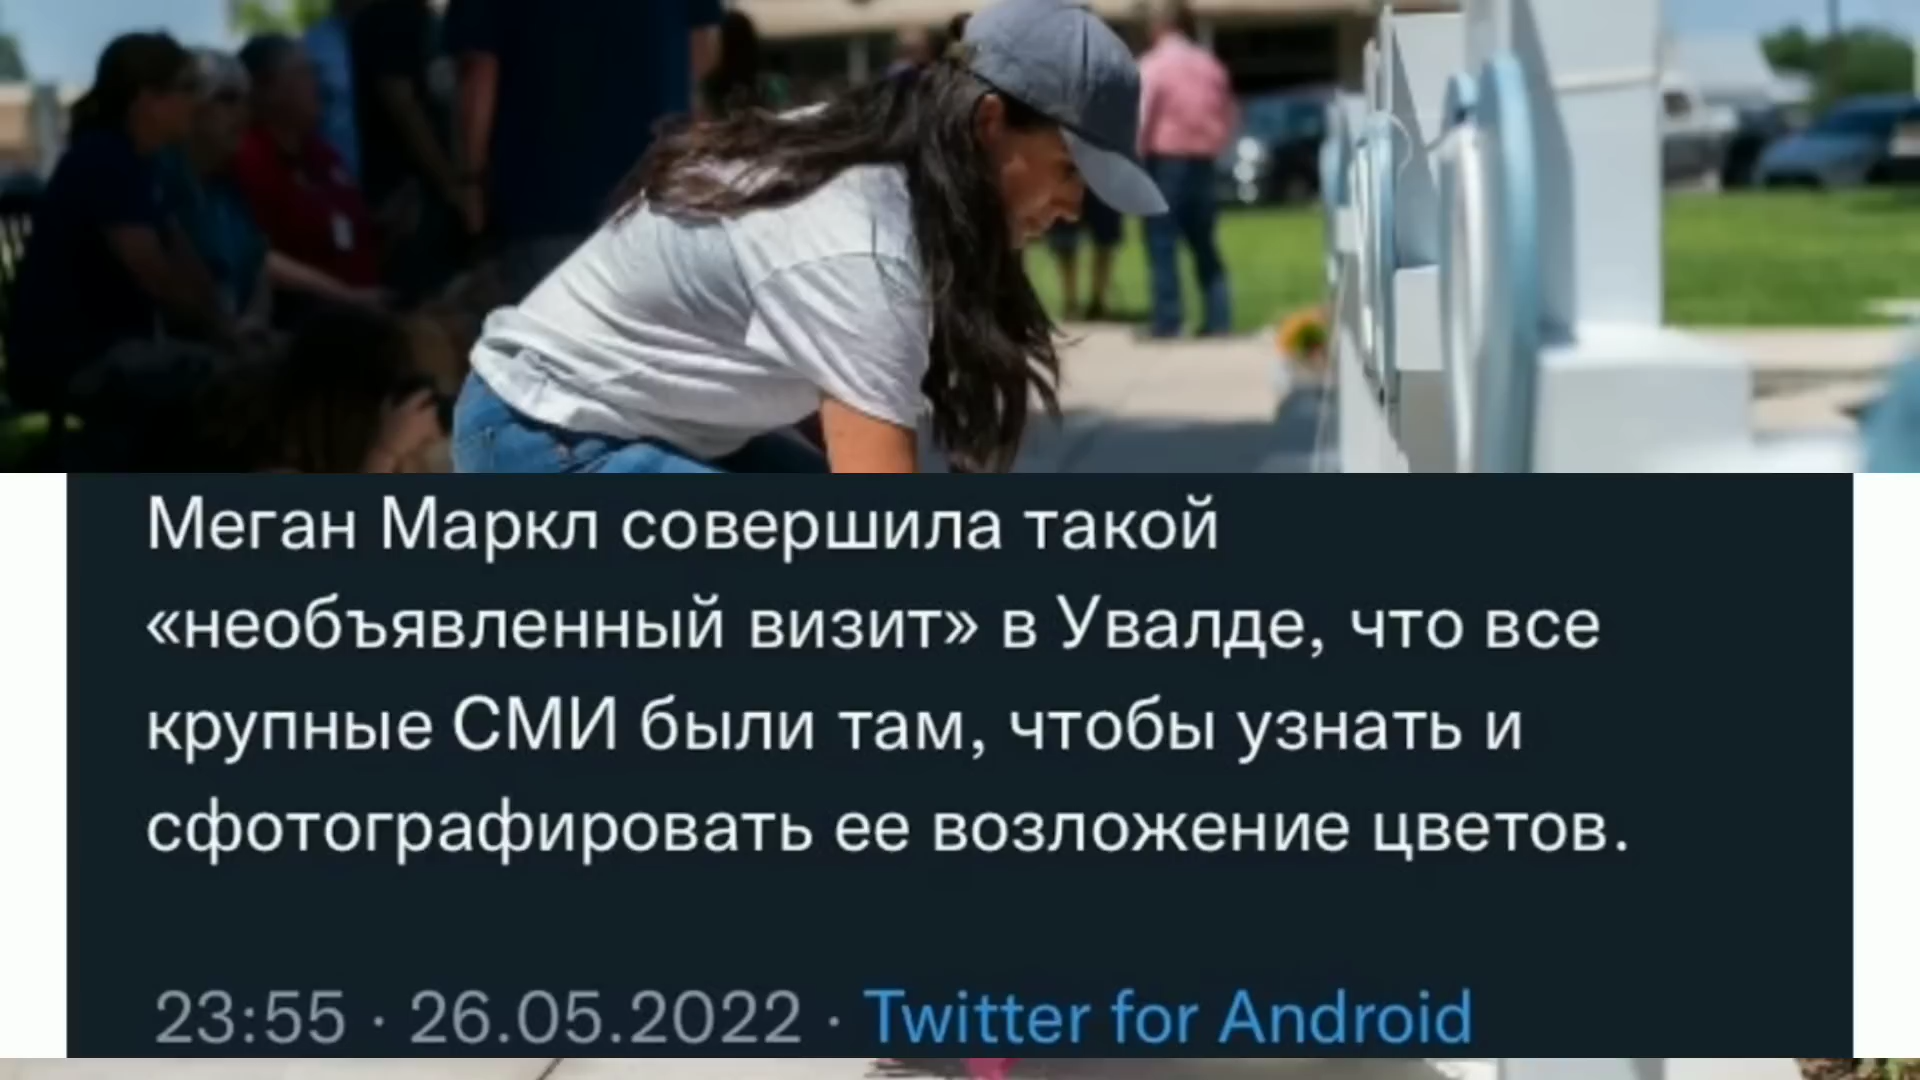 Меган Маркл совершила такой
«необъявленный визит» в Увалде, что все
крупные СМИ были там, чтобы узнать и
сфотографировать ее возложение цветов.
23:55 · 26.05.2022 · Twitter for Android